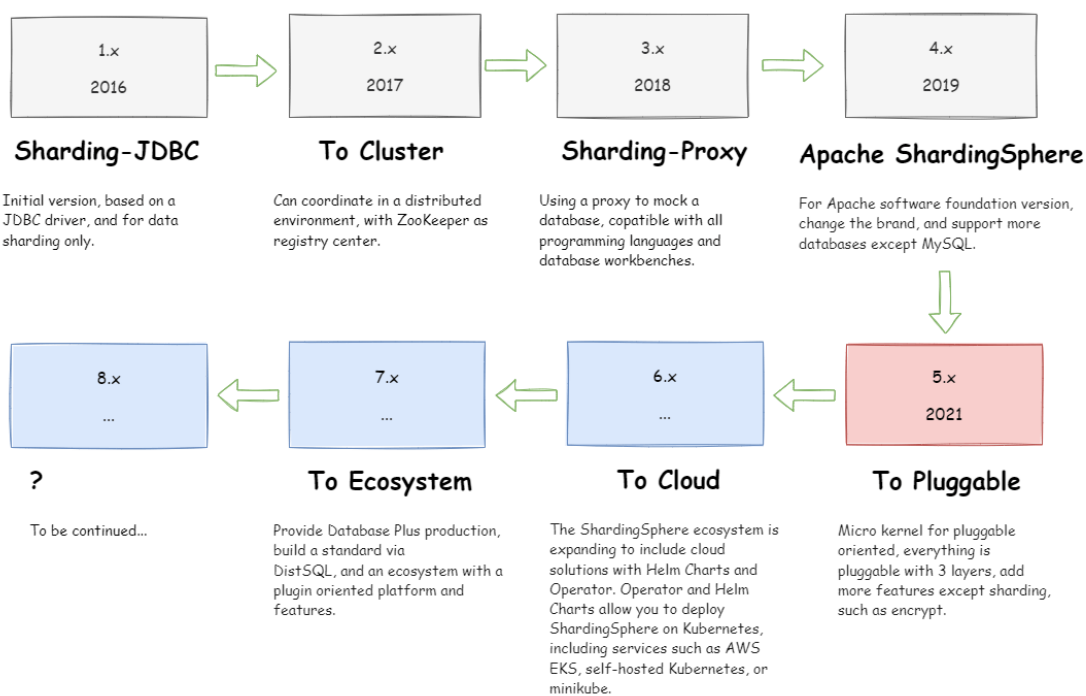 1.x
2016
Sharding-JDBC
Initial version, based on a
JDBC driver, and for data
sharding only.
2.x
2017
To Cluster
Can coordinate in a distributed
environment, with ZooKeeper as
registry center.
3.x
2018
Sharding-Proxy
Using a proxy to mock a
database, copatible with all
programming languages and
database workbenches.
4.x
2019
Apache ShardingSphere
For Apache software foundation version,
change the brand, and support more
databases except MySQL.
5.x
2021
To Pluggable
Micro kernel for pluggable
oriented, everything is
pluggable with 3 layers, add
more features except sharding,
such as encrypt.
6.x
...
To Cloud
The ShardingSphere ecosystem is
expanding to include cloud
solutions with Helm Charts and
Operator. Operator and Helm
Charts allow you to deploy
ShardingSphere on Kubernetes,
including services such as AWS
EKS, self-hosted Kubernetes, or
minikube.
7.x
...
To Ecosystem
Provide Database Plus production,
build a standard via
DistSQL, and an ecosystem with a
plugin oriented platform and
features.
8.x
...
?
To be continued...